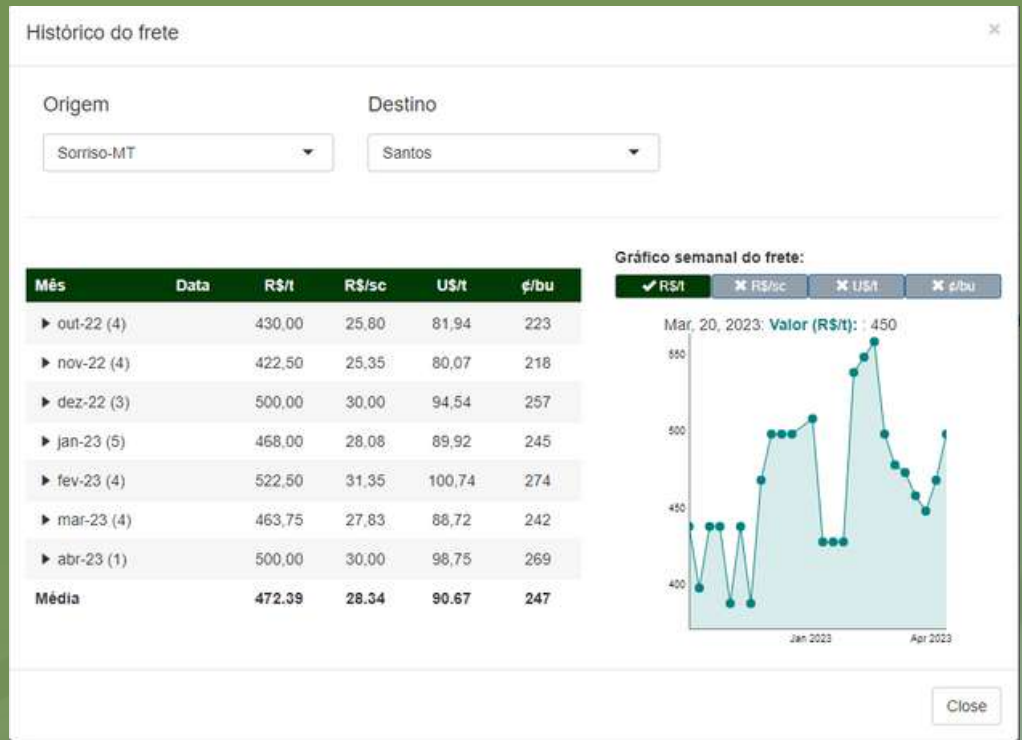 Histórico do frete ×
Origem Destino
Sorriso-MT Santos
Gráfico semanal do frete:
✔ R$/t ✖ R$/sc ✖ U$/t ✖ ¢/bu
Mês Data R$/t R$/sc U$/t ¢/bu
out-22 (4) 430,00 25,80 81,94 223
nov-22 (4) 422,50 25,35 80,07 218
dez-22 (3) 500,00 30,00 94,54 257
jan-23 (5) 468,00 28,08 89,92 245
fev-23 (4) 522,50 31,35 100,74 274
mar-23 (4) 463,75 27,83 88,72 242
abr-23 (1) 500,00 30,00 98,75 269
Média 472.39 28.34 90.67 247
Mar, 20, 2023: Valor (R$/t): : 450
550
500
450
400
Jan 2023 Apr 2023
Close